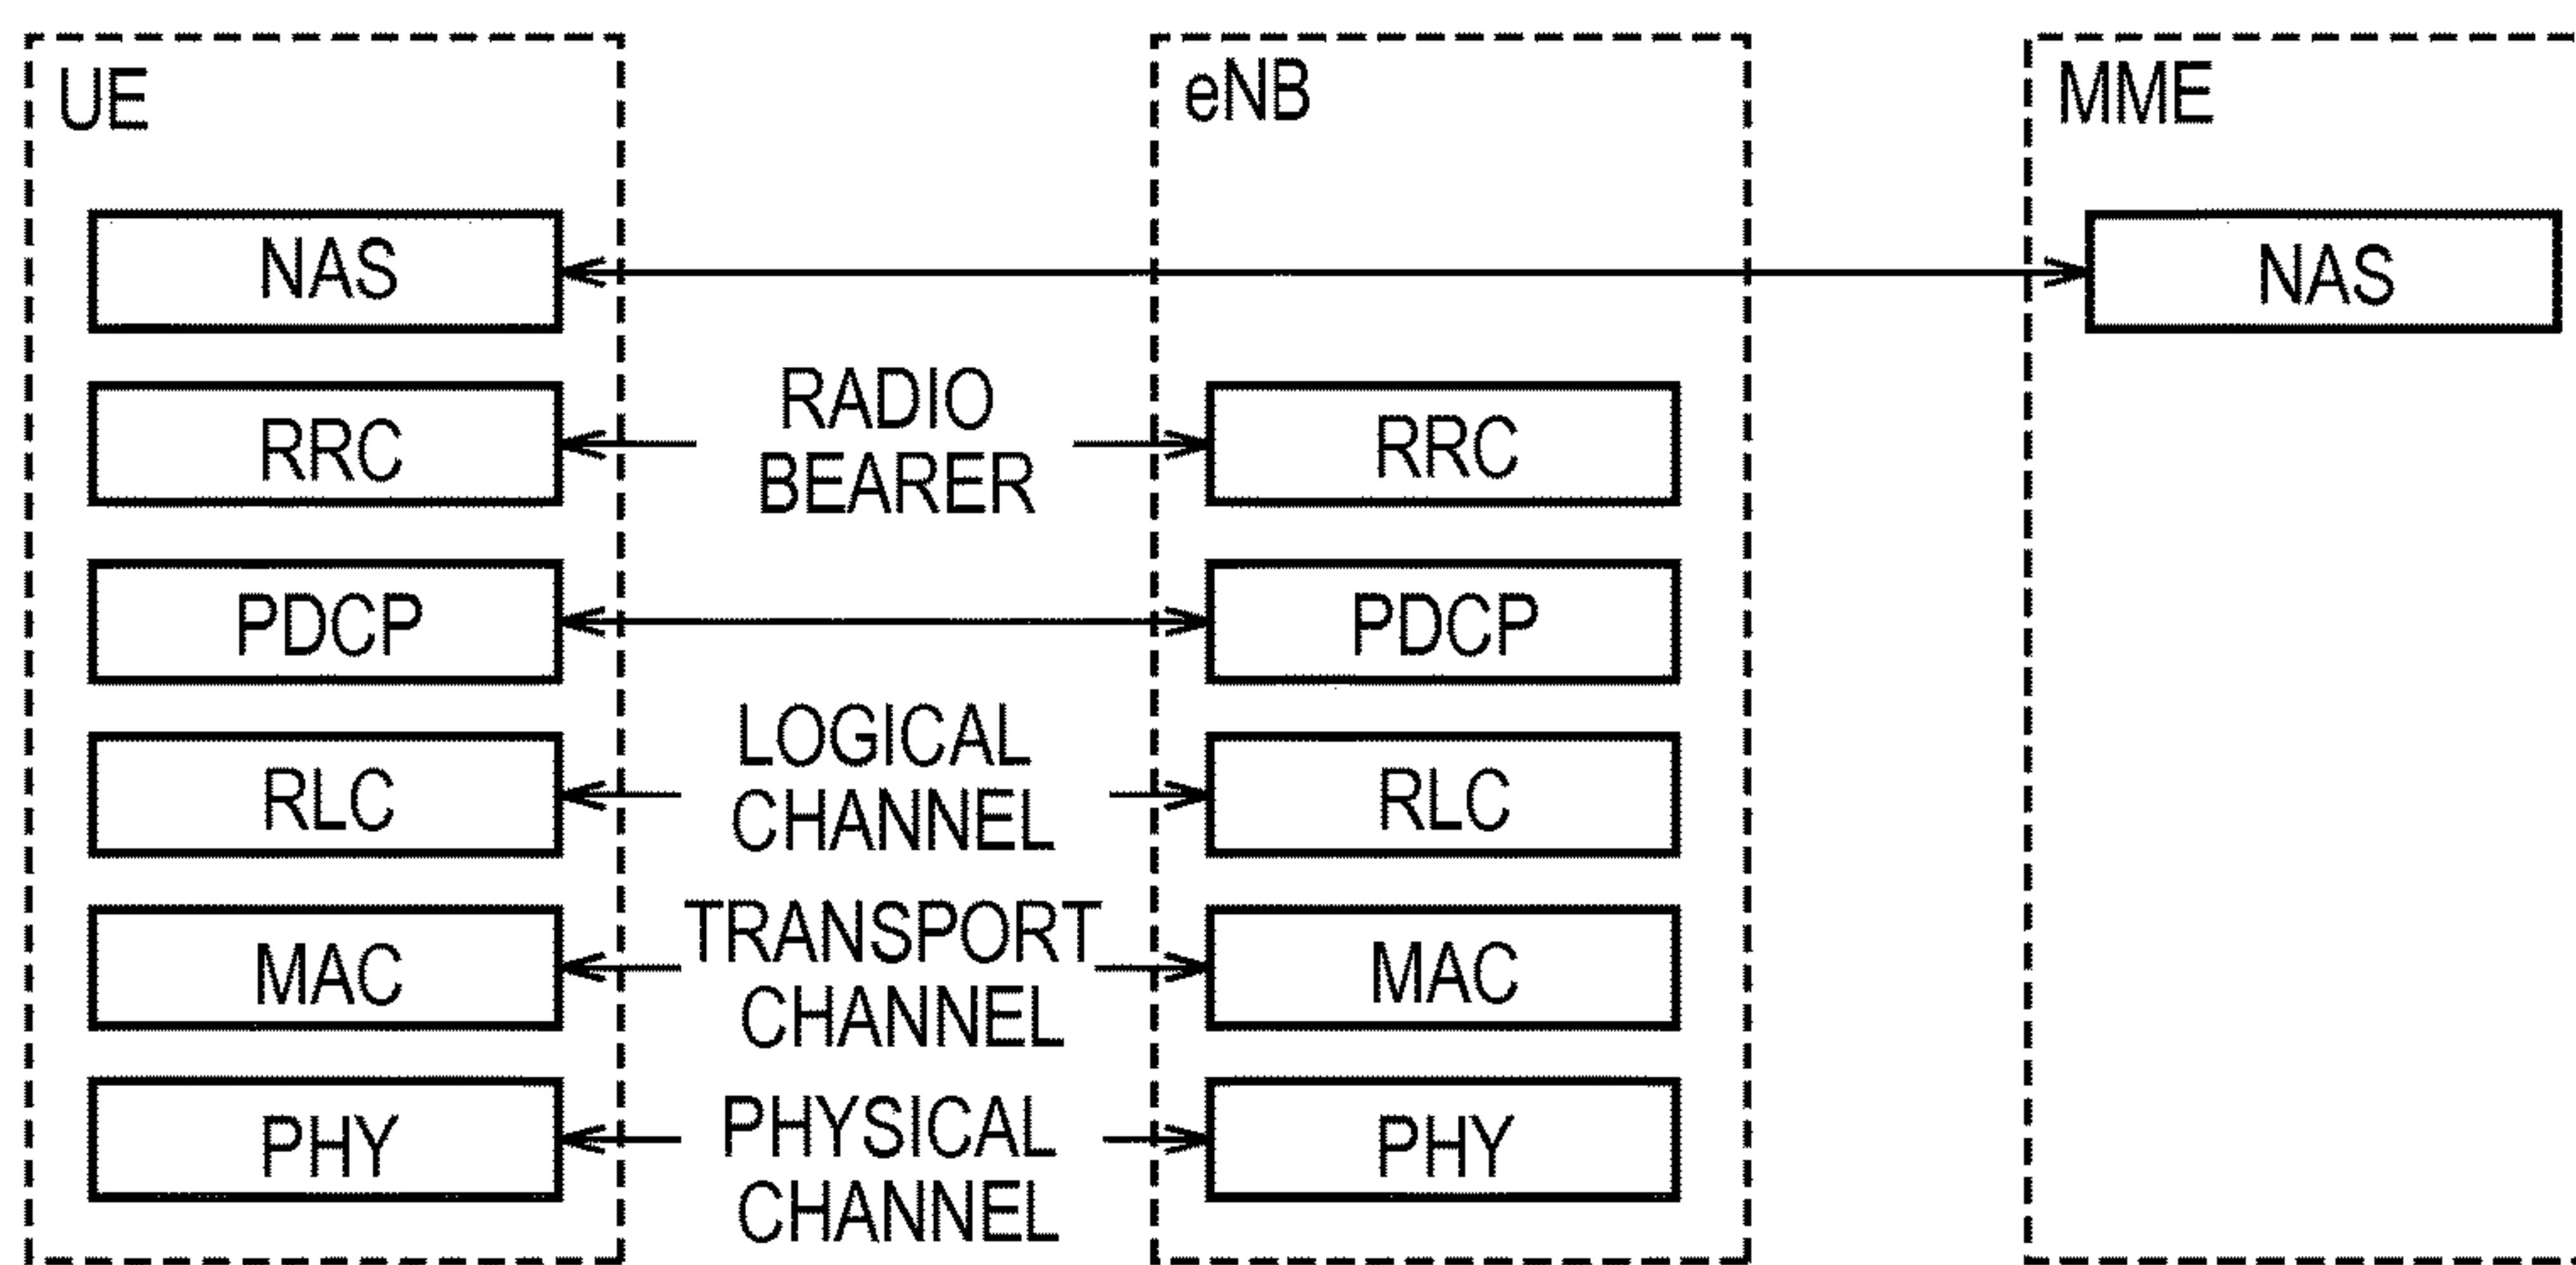 UE
eNB
MME
NAS
NAS
RRC
RADIO
BEARER
RRC
PDCP
PDCP
RLC
LOGICAL
CHANNEL
RLC
MAC
TRANSPORT
CHANNEL
MAC
PHY
PHYSICAL
CHANNEL
PHY